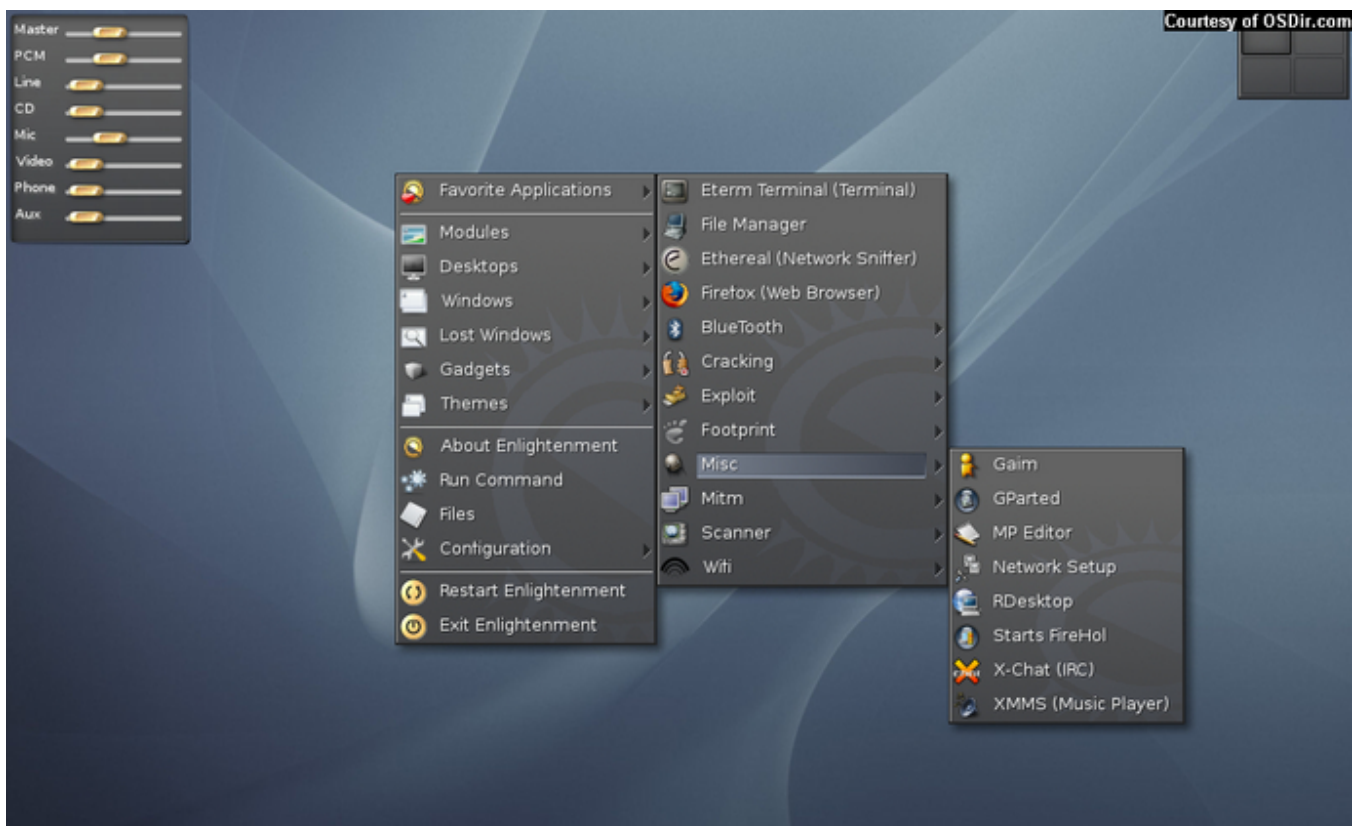 Courtesy of OSDir.com
Master
PCM
Line
CD
Mic
Video
Phone
Aux
Favorite Applications
Modules
Desktops
Windows
Lost Windows
Gadgets
Themes
About Enlightenment
Run Command
Files
Configuration
Restart Enlightenment
Exit Enlightenment
Eterm Terminal (Terminal)
File Manager
Ethereal (Network Sniffer)
Firefox (Web Browser)
BlueTooth
Cracking
Exploit
Footprint
Misc
Mitm
Scanner
Wifi
Gaim
GParted
MP Editor
Network Setup
RDesktop
Starts FireHol
X-Chat (IRC)
XMMS (Music Player)